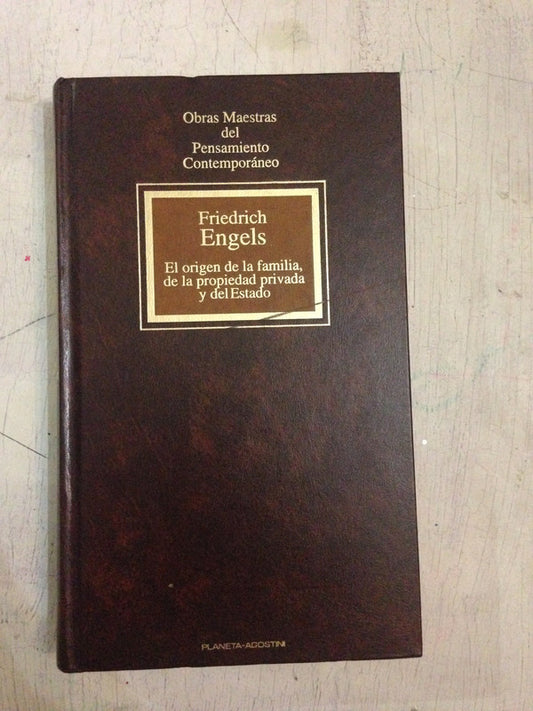 Obras Maestras
del
Pensamiento
Contemporáneo
Friedrich
Engels
El origen de la familia,
de la propiedad privada
y del Estado
PLANETA-AGOSTINI